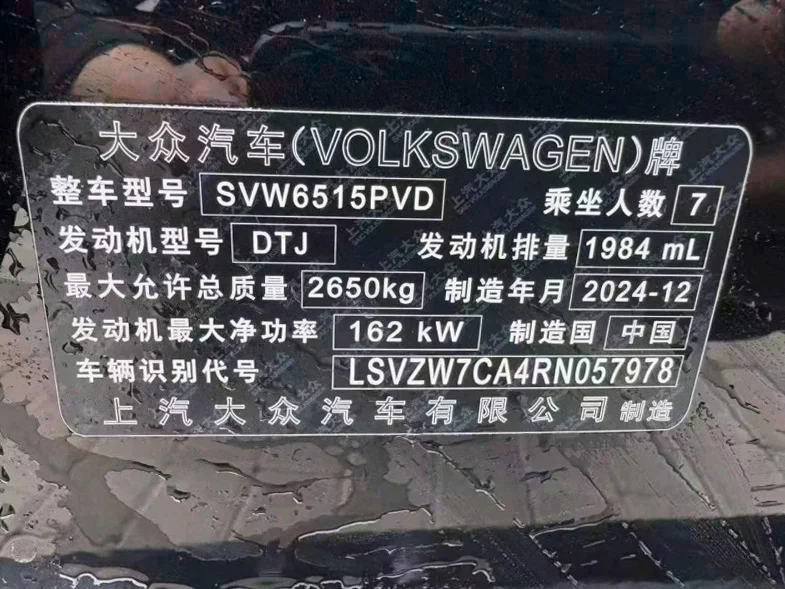 大众汽车(VOLKSWAGEN)牌
整车型号 SVW6515PVD 乘坐人数 7
发动机型号 DTJ 发动机排量 1984 mL
最大允许总质量 2650kg 制造年月 2024-12
发动机最大净功率 162 kW 制造国 中国
车辆识别代号 LSVZW7CA4RN057978
上汽大众汽车有限公司 制造